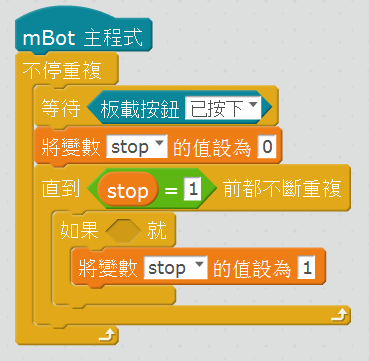 mBot 主程式
不停重複
等待 板載按鈕 已按下
將變數 stop 的值設為 0
直到 stop = 1 前都不斷重複
如果 就
將變數 stop 的值設為 1